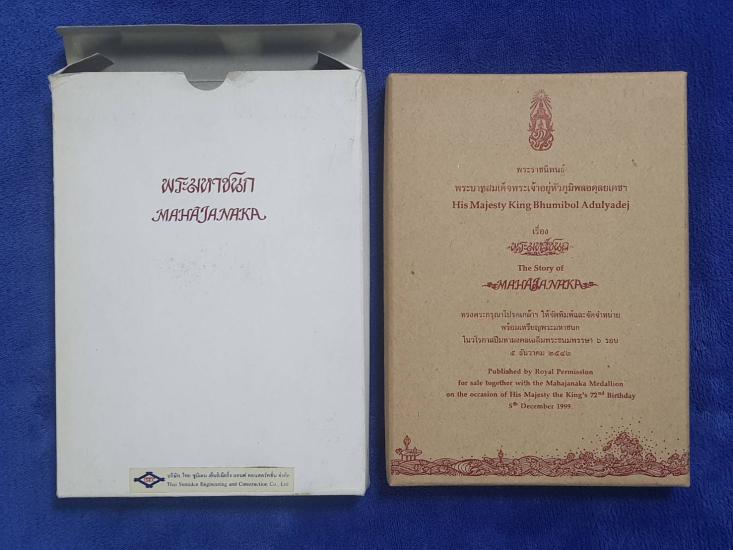 พระมหาชนก
MAHAJANAKA
บริษัท ไทย ซูมิเดน เอ็นจิเนียริ่ง แอนด์ คอนสตรัคชั่น จำกัด
Thai Sumiden Engineering and Construction Co., Ltd
พระราชนิพนธ์
พระบาทสมเด็จพระเจ้าอยู่หัวภูมิพลอดุลยเดชฯ
His Majesty King Bhumibol Adulyadej
เรื่อง
พระมหาชนก
The Story of
MAHAJANAKA
ทรงพระกรุณาโปรดเกล้าฯ ให้จัดพิมพ์และจัดจำหน่าย
พร้อมเหรียญพระมหาชนก
ในวโรกาสปีมหามงคลเฉลิมพระชนมพรรษา ๖ รอบ
๕ ธันวาคม ๒๕๔๒
Published by Royal Permission
for sale together with the Mahajanaka Medallion
on the occasion of His Majesty the King's 72nd Birthday
5th December 1999